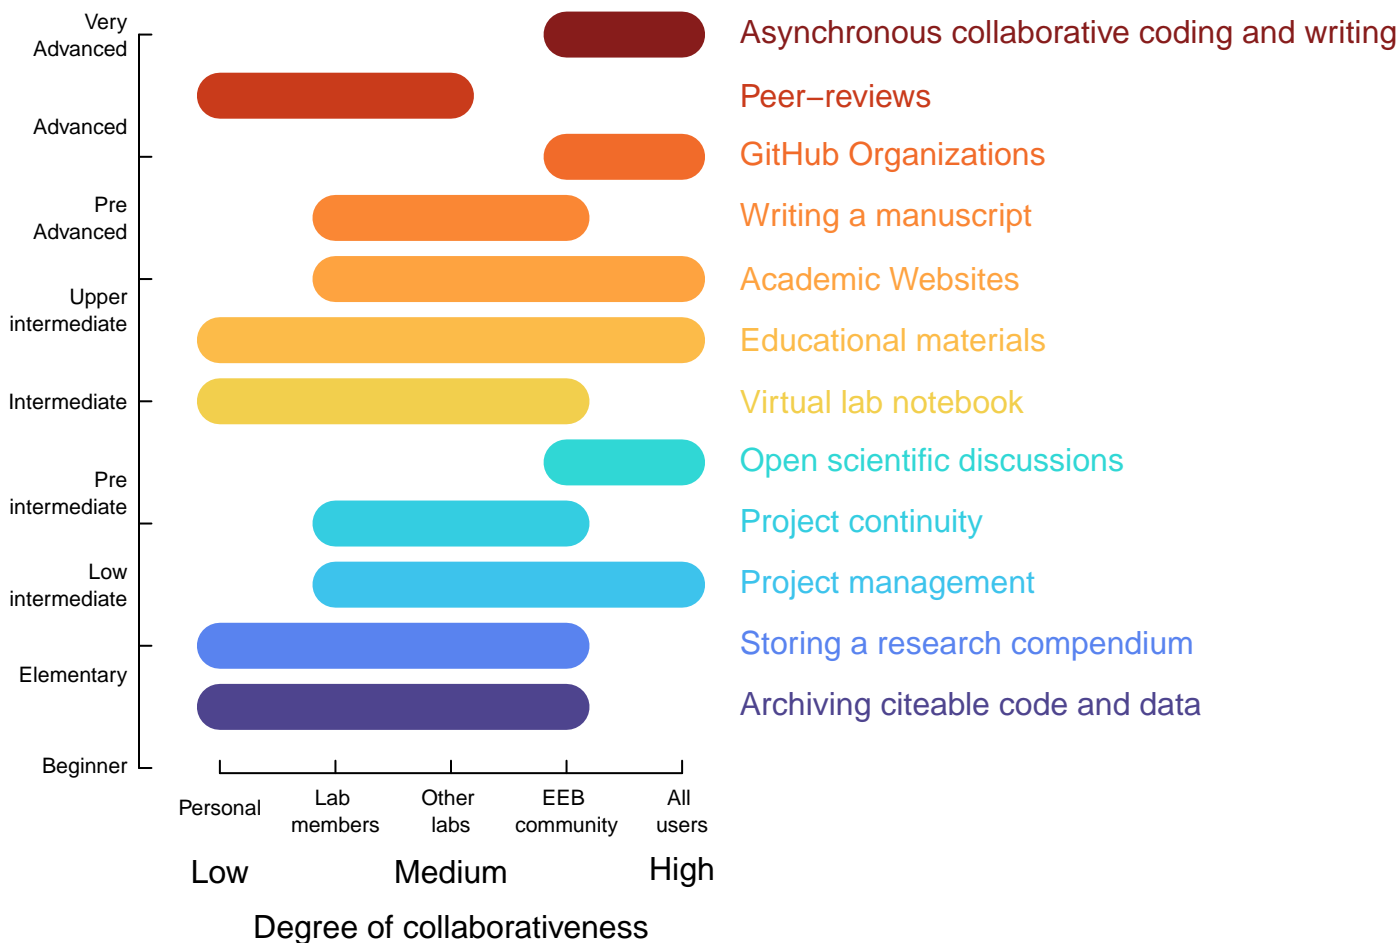 Very
Advanced
Asynchronous collaborative coding and writing
Peer−reviews
Advanced
GitHub Organizations
Pre
Advanced
Writing a manuscript
Academic Websites
Upper
intermediate
Educational materials
Intermediate
Virtual lab notebook
Open scientific discussions
Pre
intermediate
Project continuity
Low
intermediate
Project management
Storing a research compendium
Elementary
Archiving citeable code and data
Beginner
Personal
Lab
members
Other
labs
EEB
community
All
users
Low
Medium
High
Degree of collaborativeness